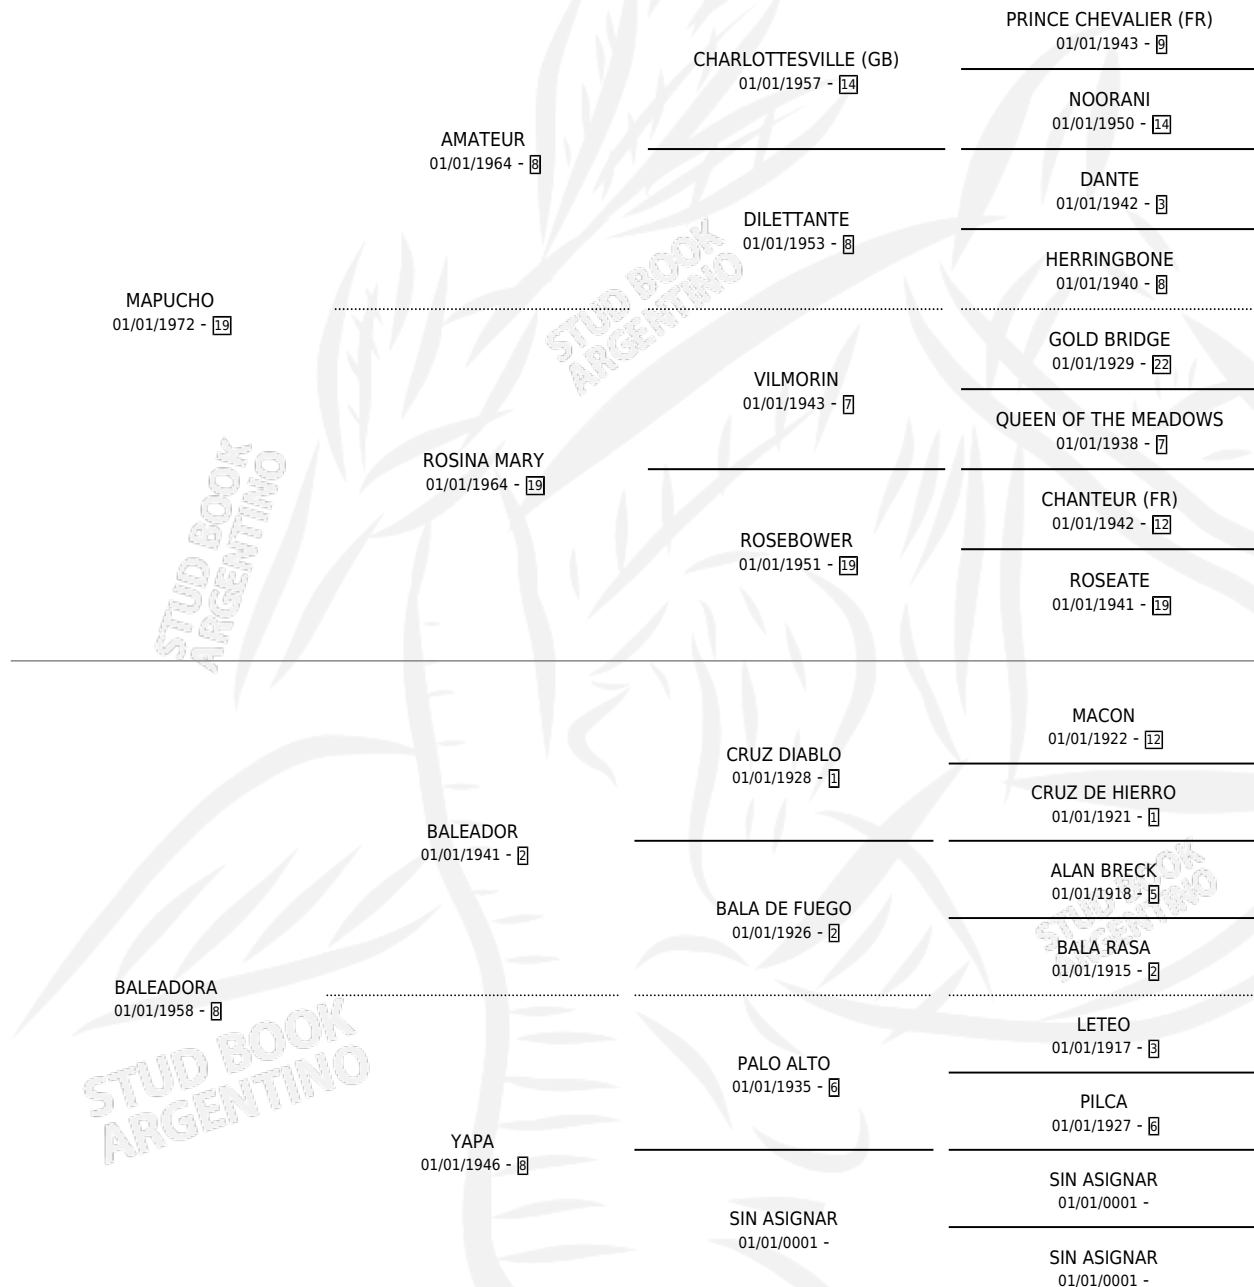 PRINCE CHEVALIER (FR)
01/01/1943 - 9
CHARLOTTESVILLE (GB)
01/01/1957 - 14
NOORANI
01/01/1950 - 14
AMATEUR
01/01/1964 - 8
DANTE
01/01/1942 - 3
DILETTANTE
01/01/1953 - 8
HERRINGBONE
01/01/1940 - 8
MAPUCHO
01/01/1972 - 19
GOLD BRIDGE
01/01/1929 - 22
VILMORIN
01/01/1943 - 7
QUEEN OF THE MEADOWS
01/01/1938 - 7
ROSINA MARY
01/01/1964 - 19
CHANTEUR (FR)
01/01/1942 - 12
ROSEBOWER
01/01/1951 - 19
ROSEATE
01/01/1941 - 19
MACON
01/01/1922 - 12
CRUZ DIABLO
01/01/1928 - 1
CRUZ DE HIERRO
01/01/1921 - 1
BALEADOR
01/01/1941 - 2
ALAN BRECK
01/01/1918 - 5
BALA DE FUEGO
01/01/1926 - 2
BALA RASA
01/01/1915 - 2
BALEADORA
01/01/1958 - 8
LETEO
01/01/1917 - 3
PALO ALTO
01/01/1935 - 6
PILCA
01/01/1927 - 6
YAPA
01/01/1946 - 8
SIN ASIGNAR
01/01/0001 -
SIN ASIGNAR
01/01/0001 -
SIN ASIGNAR
01/01/0001 -
STUD BOOK
ARGENTINO
STUD BOOK
ARGENTINO
STUD BOOK
ARGENTINO
STUD BOOK
ARGENTINO